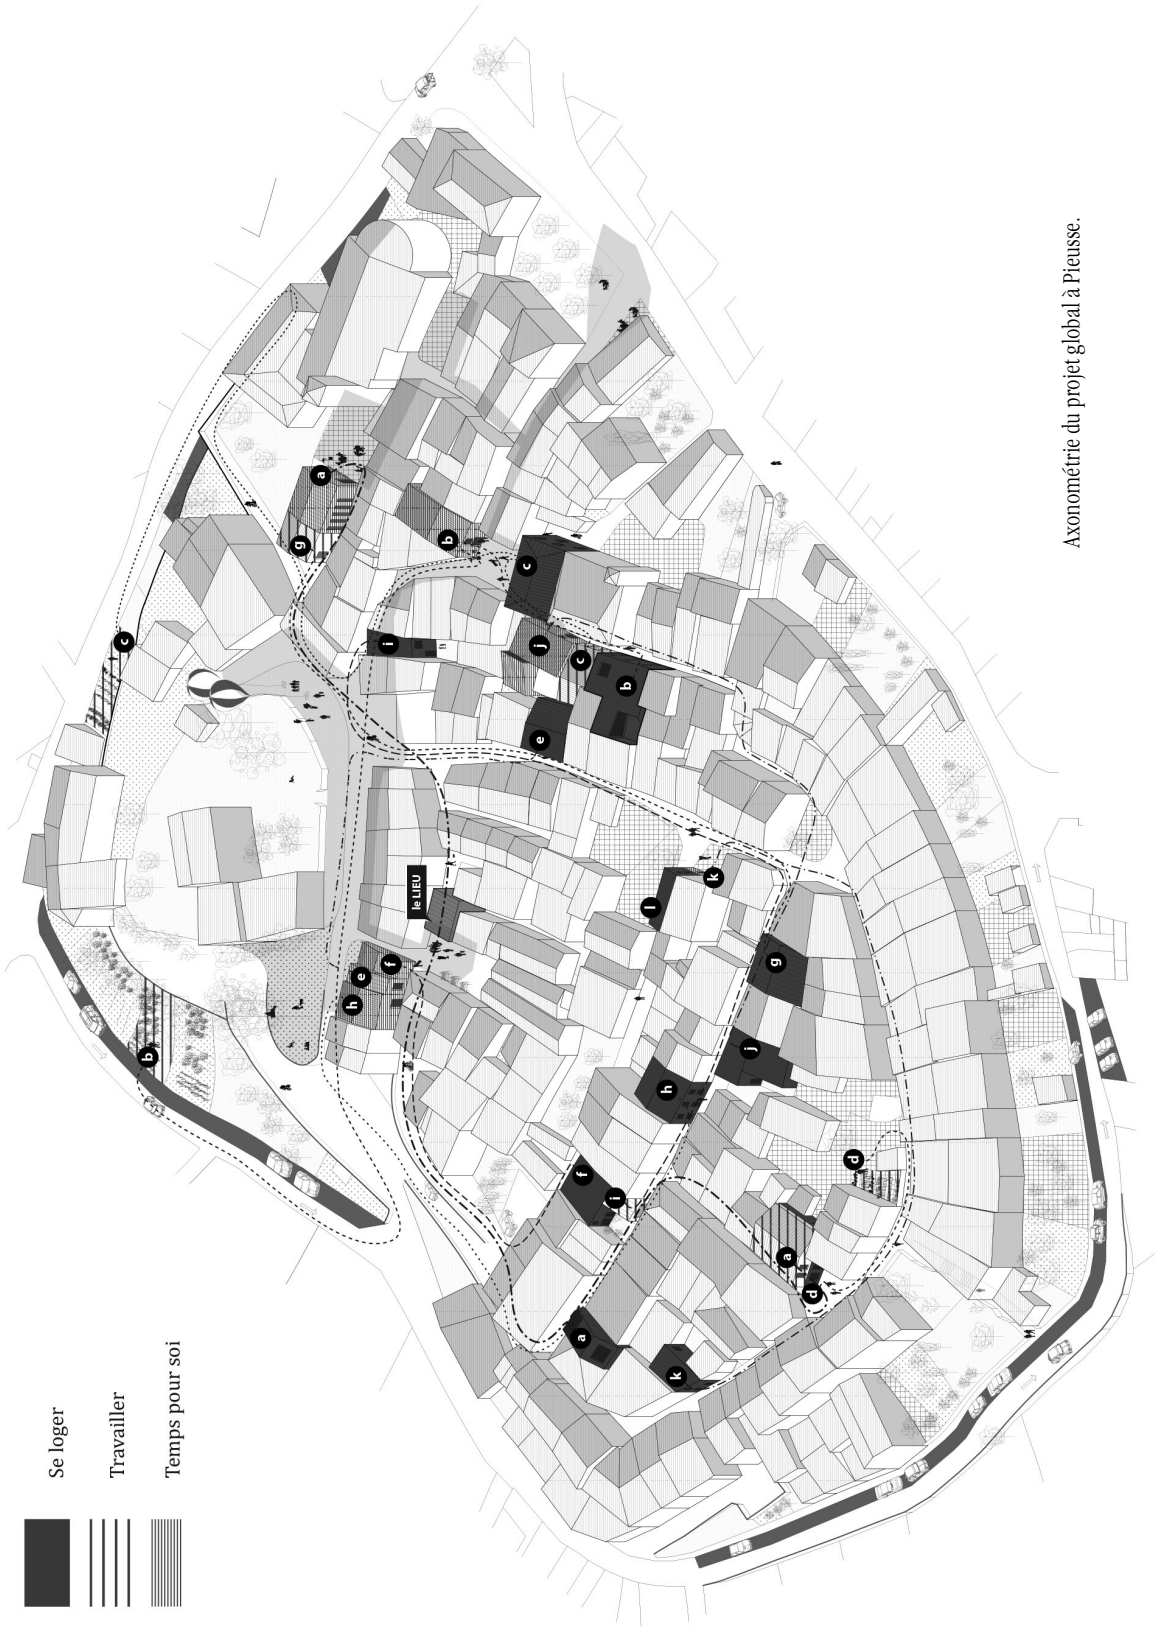 Se loger
Travailler
Temps pour soi
c
b
g
a
h
e
f
i
le LIEU
b
c
j
e
c
a
f
i
b
l
h
k
k
j
g
a
d
d
Axonométrie du projet global à Pieusse.